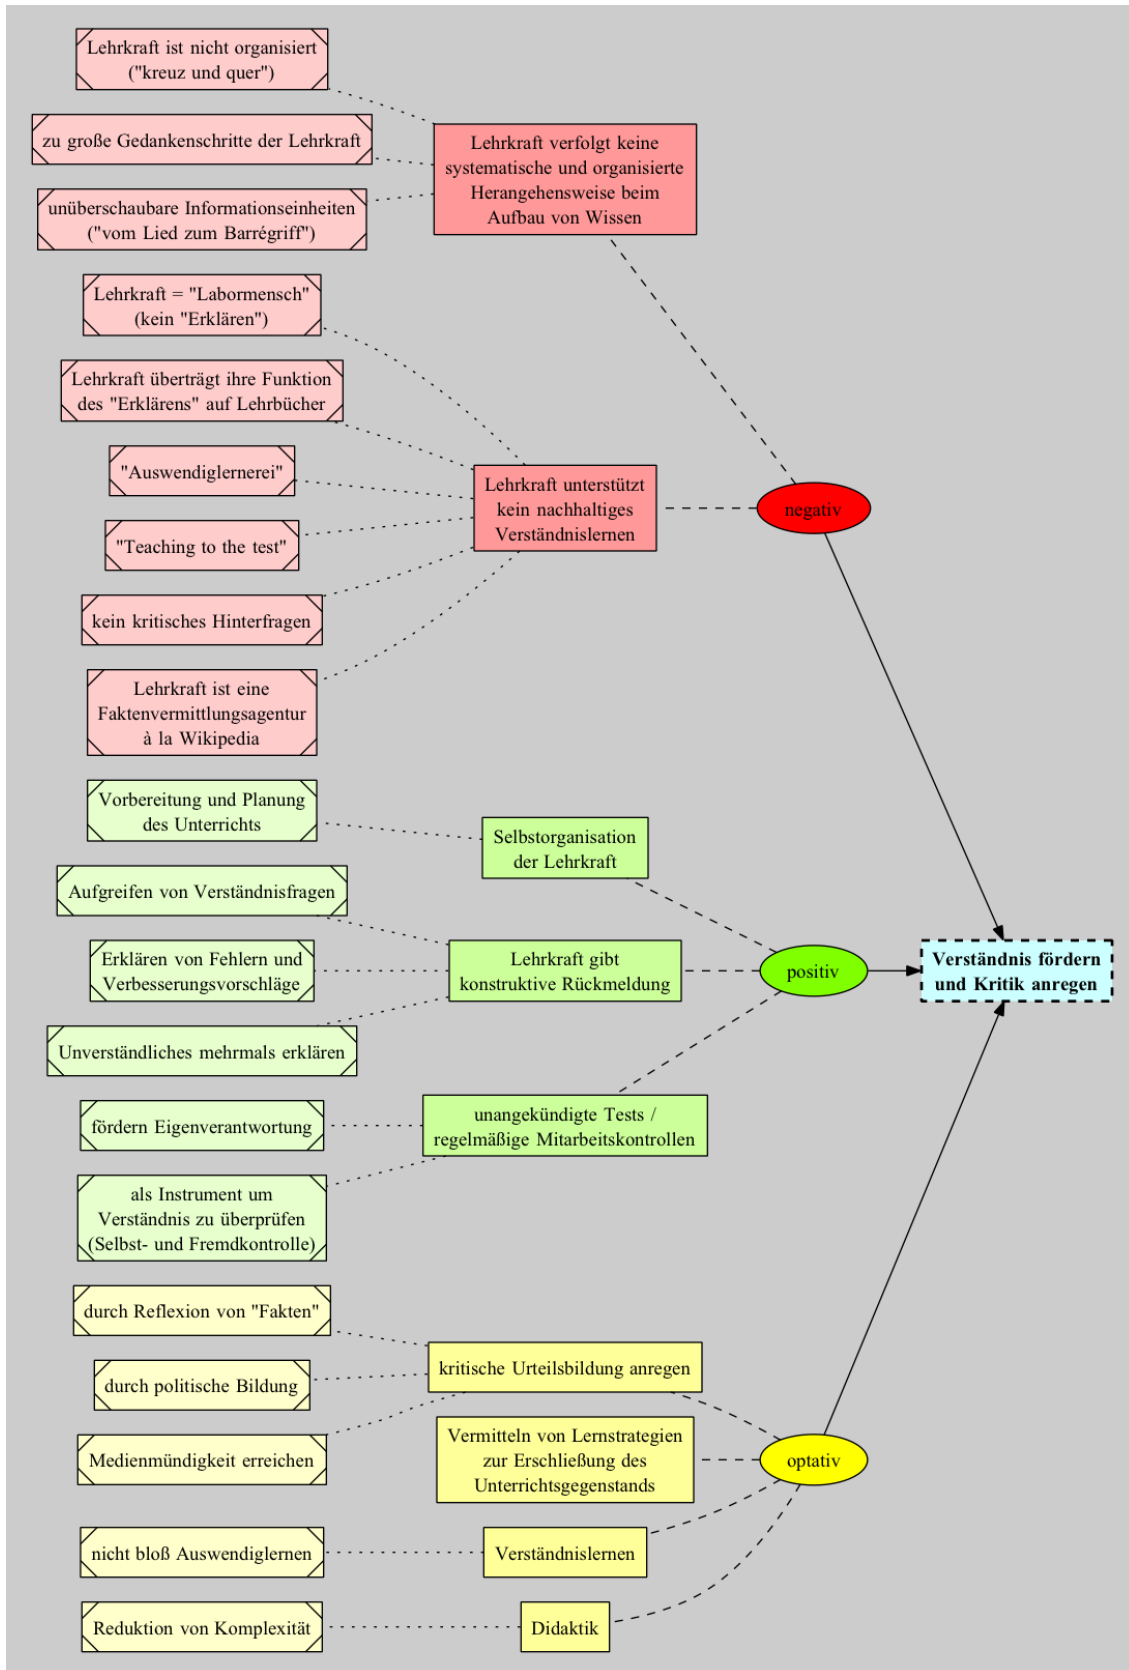 Lehrkraft ist nicht organisiert
("kreuz und quer")
zu große Gedankenschritte der Lehrkraft
unüberschaubare Informationseinheiten
("vom Lied zum Barrégriff")
Lehrkraft verfolgt keine
systematische und organisierte
Herangehensweise beim
Aufbau von Wissen
Lehrkraft = "Labormensch"
(kein "Erklären")
Lehrkraft überträgt ihre Funktion
des "Erklärens" auf Lehrbücher
"Auswendiglernerei"
"Teaching to the test"
kein kritisches Hinterfragen
Lehrkraft ist eine
Faktenvermittlungsagentur
à la Wikipedia
Lehrkraft unterstützt
kein nachhaltiges
Verständnislernen
negativ
Vorbereitung und Planung
des Unterrichts
Selbstorganisation
der Lehrkraft
Aufgreifen von Verständnisfragen
Erklären von Fehlern und
Verbesserungsvorschläge
Unverständliches mehrmals erklären
Lehrkraft gibt
konstruktive Rückmeldung
fördern Eigenverantwortung
als Instrument um
Verständnis zu überprüfen
(Selbst- und Fremdkontrolle)
unangekündigte Tests /
regelmäßige Mitarbeitskontrollen
positiv
Verständnis fördern
und Kritik anregen
durch Reflexion von "Fakten"
durch politische Bildung
Medienmündigkeit erreichen
kritische Urteilsbildung anregen
Vermitteln von Lernstrategien
zur Erschließung des
Unterrichtsgegenstands
nicht bloß Auswendiglernen
Verständnislernen
Reduktion von Komplexität
Didaktik
optativ